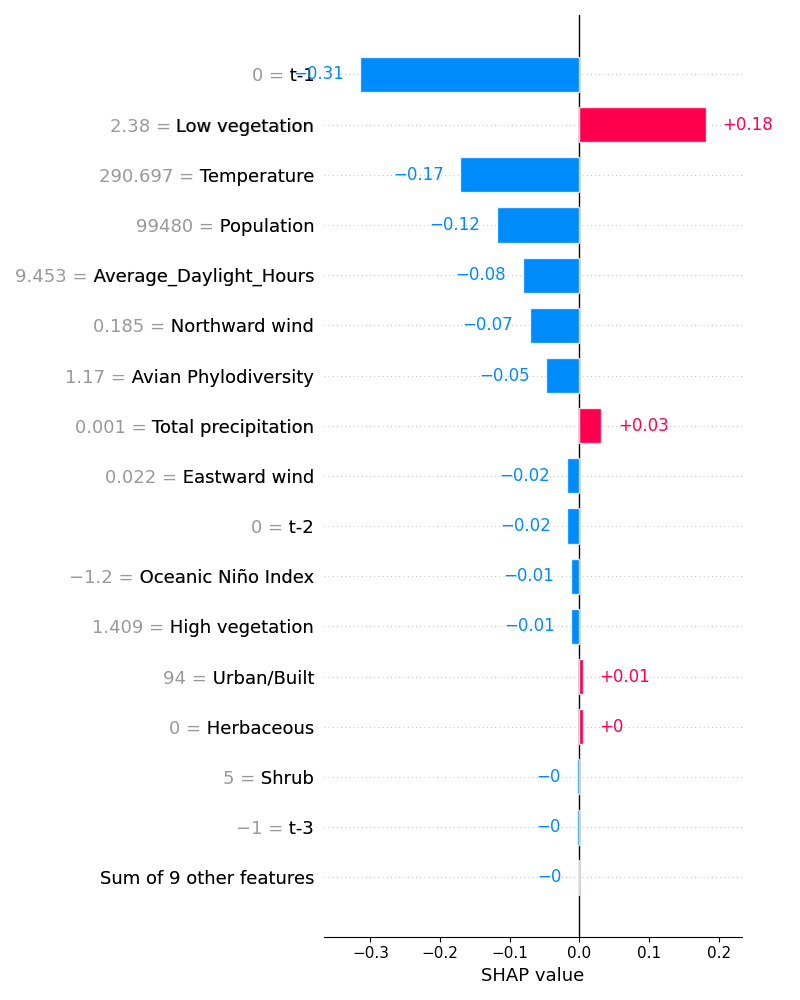 0 = t-1 −0.31
2.38 = Low vegetation +0.18
290.697 = Temperature −0.17
99480 = Population −0.12
9.453 = Average_Daylight_Hours −0.08
0.185 = Northward wind −0.07
1.17 = Avian Phylodiversity −0.05
0.001 = Total precipitation +0.03
0.022 = Eastward wind −0.02
0 = t-2 −0.02
−1.2 = Oceanic Niño Index −0.01
1.409 = High vegetation −0.01
94 = Urban/Built +0.01
0 = Herbaceous +0
5 = Shrub −0
−1 = t-3 −0
Sum of 9 other features −0
−0.3 −0.2 −0.1 0.0 0.1 0.2
SHAP value